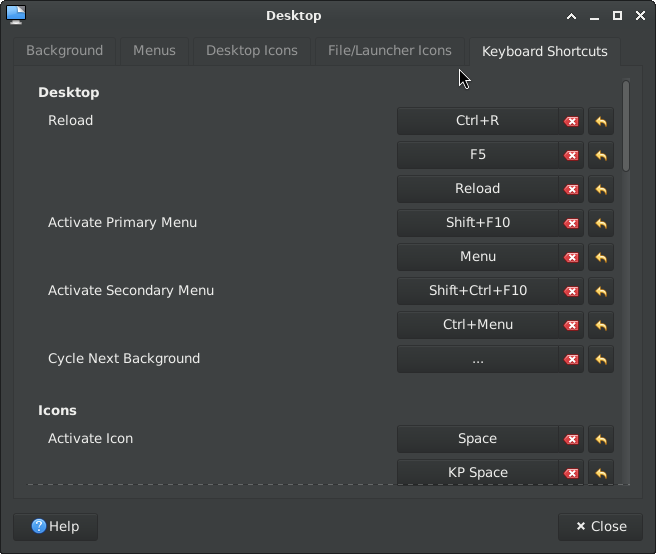 Desktop
Background Menus Desktop Icons File/Launcher Icons Keyboard Shortcuts
Desktop
Reload Ctrl+R
F5
Reload
Activate Primary Menu Shift+F10
Menu
Activate Secondary Menu Shift+Ctrl+F10
Ctrl+Menu
Cycle Next Background ...
Icons
Activate Icon Space
KP Space
Help Close